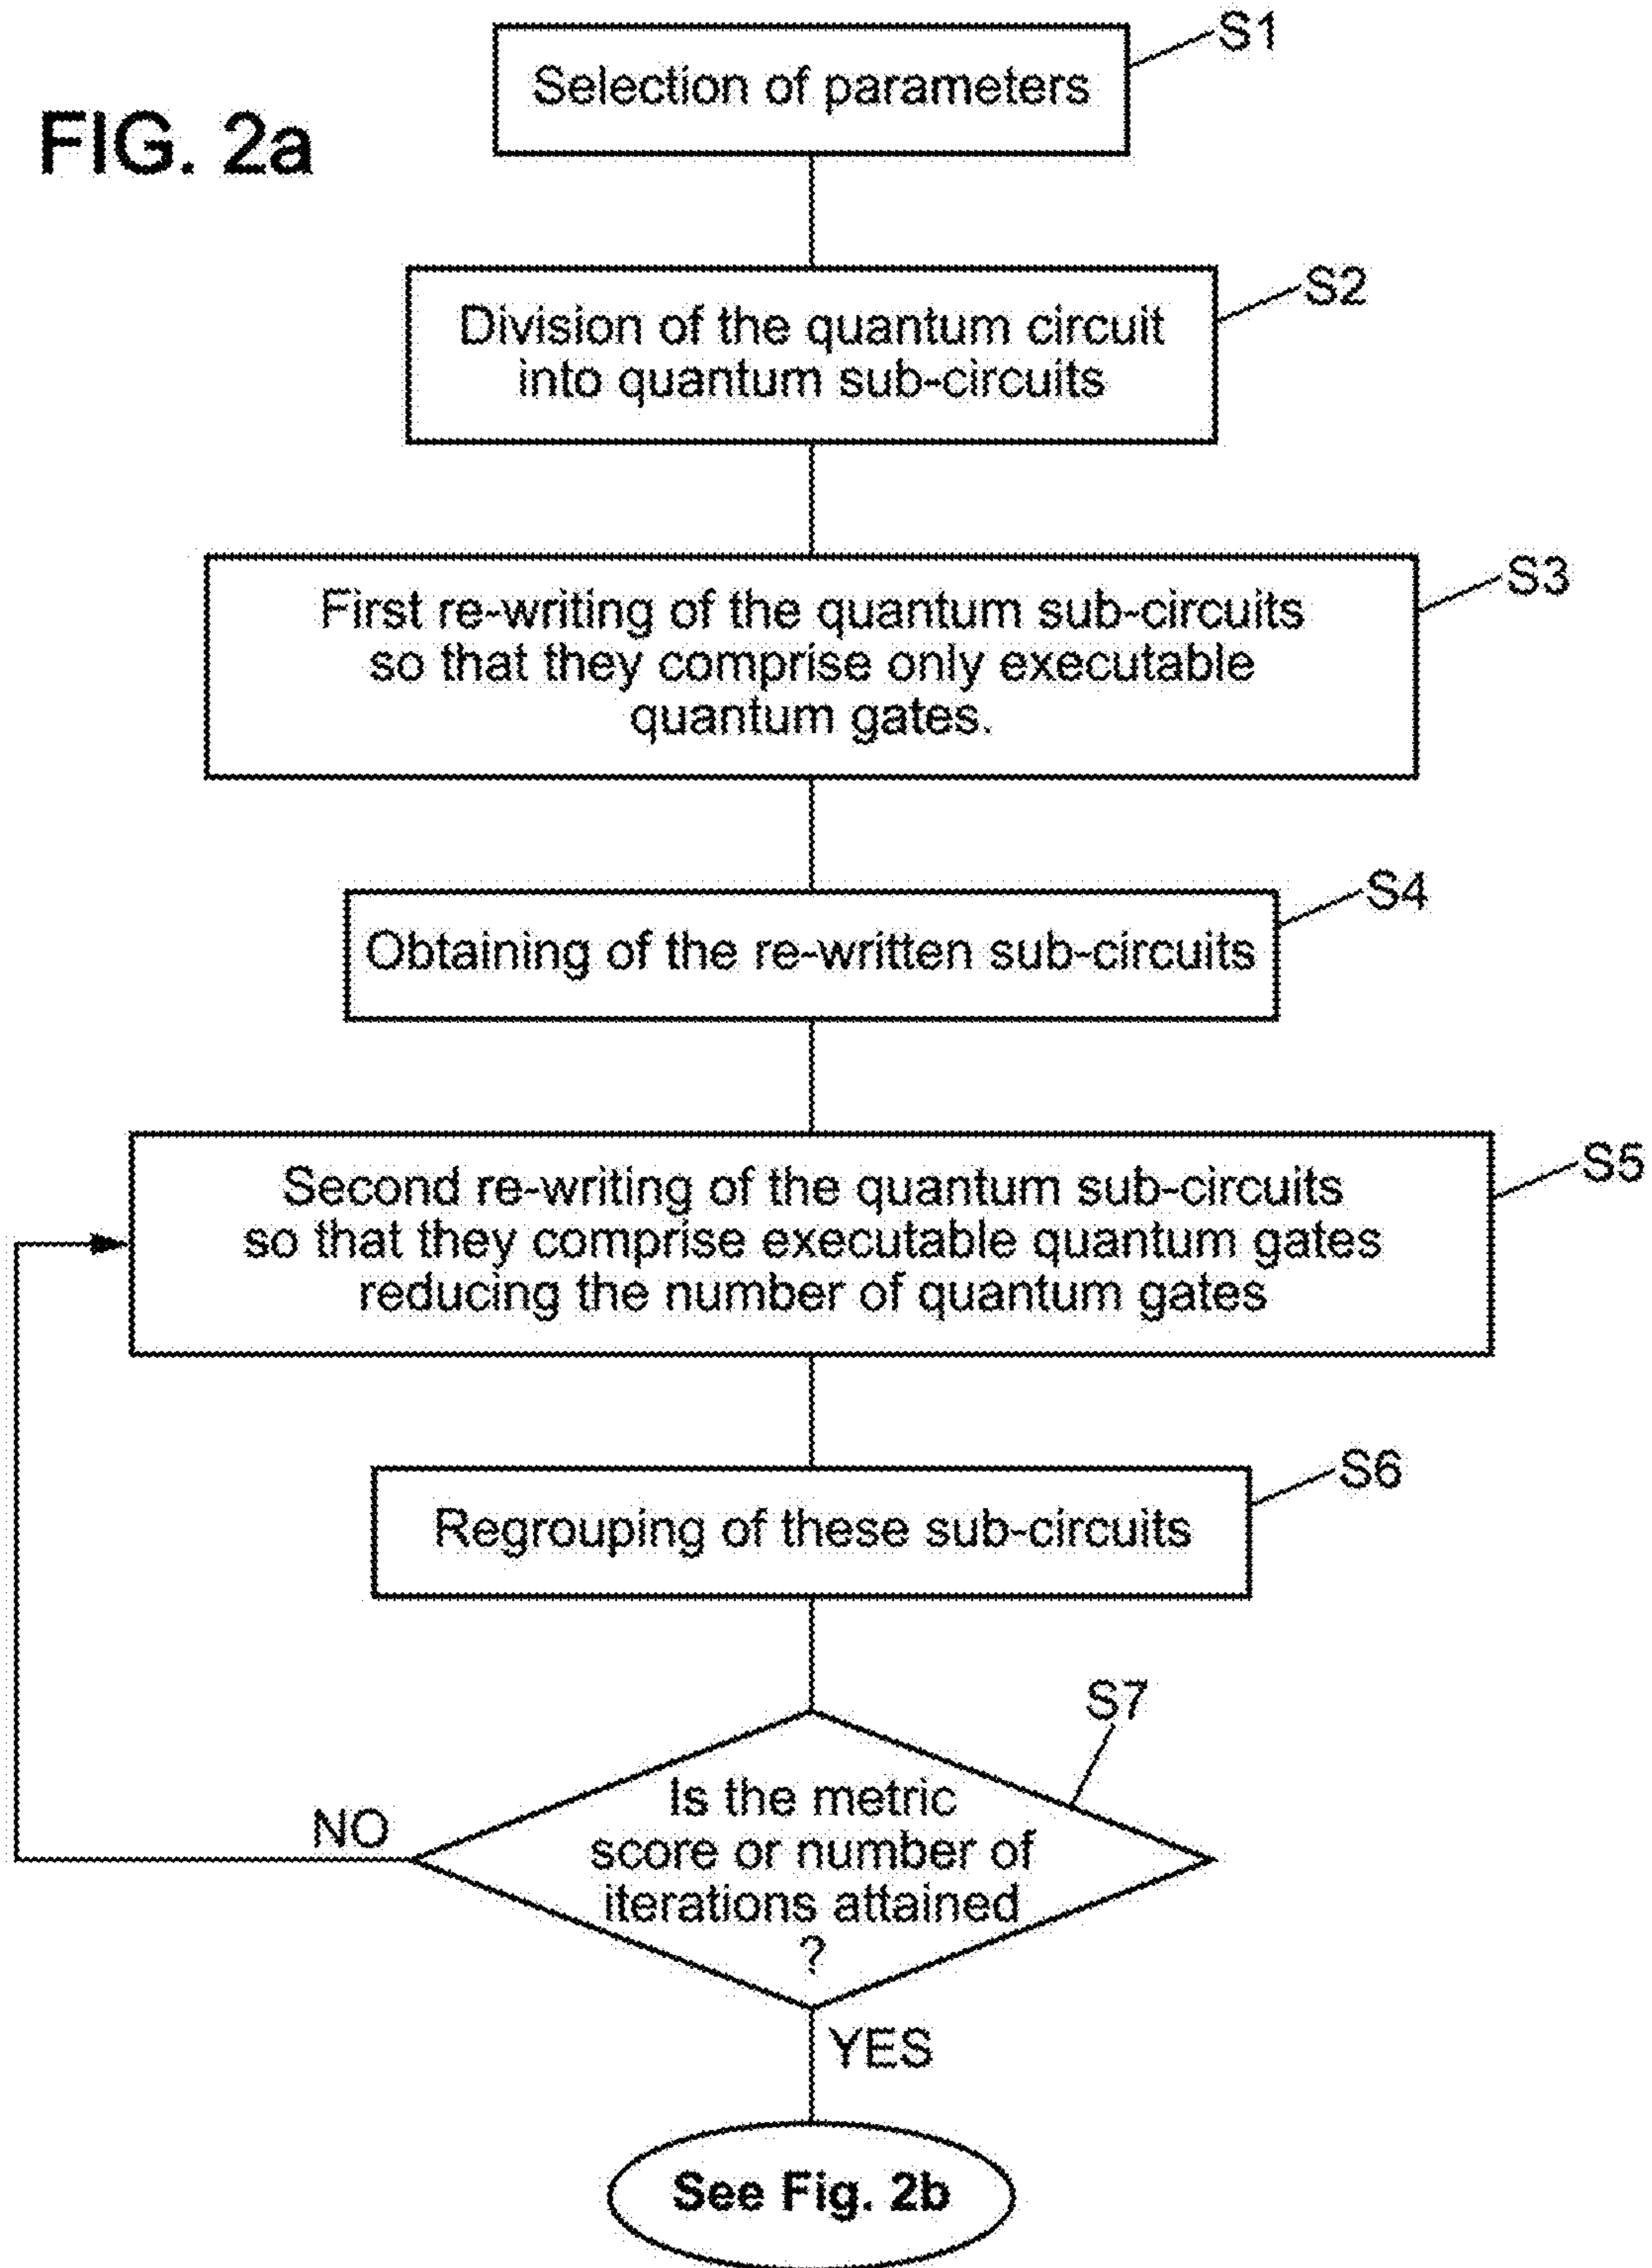 S1
Selection of parameters
FIG. 2a
S2
Division of the quantum circuit
into quantum sub-circuits
S3
First re-writing of the quantum sub-circuits
so that they comprise only executable
quantum gates.
S4
Obtaining of the re-written sub-circuits
S5
Second re-writing of the quantum sub-circuits
so that they comprise executable quantum gates
reducing the number of quantum gates
S6
Regrouping of these sub-circuits
S7
Is the metric
score or number of
iterations attained
?
NO
YES
See Fig. 2b